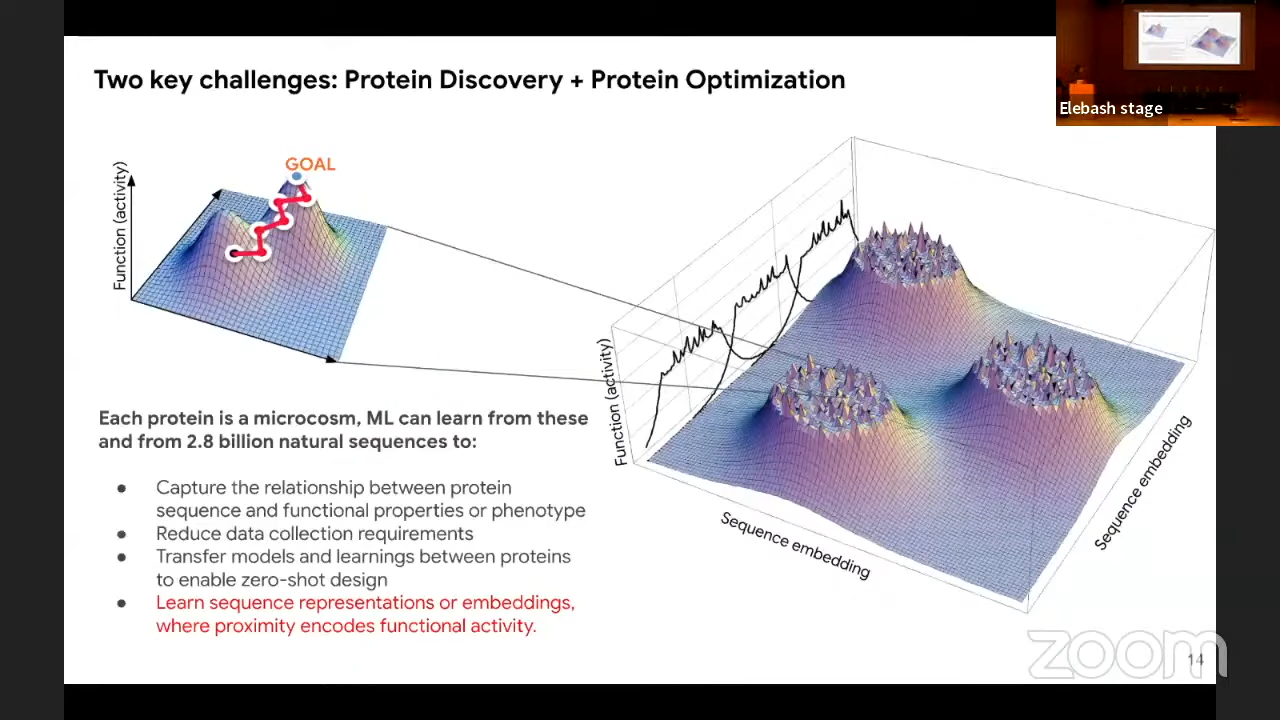 Two key challenges: Protein Discovery + Protein Optimization
Elebash stage
GOAL
Function (activity)
Function (activity)
Sequence embedding
Sequence embedding
Each protein is a microcosm, ML can learn from these
and from 2.8 billion natural sequences to:
● Capture the relationship between protein
sequence and functional properties or phenotype
● Reduce data collection requirements
● Transfer models and learnings between proteins
to enable zero-shot design
● Learn sequence representations or embeddings,
where proximity encodes functional activity.
zoom
14